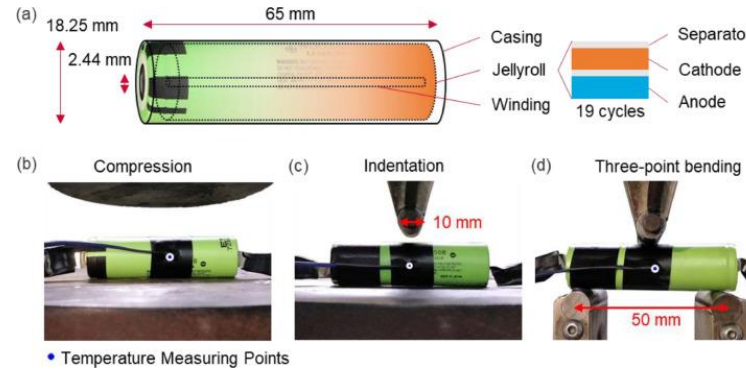 (a)
65 mm
18.25 mm
2.44 mm
Casing
Jellyroll
Winding
Separato
Cathode
Anode
19 cycles
(b) Compression
(c) Indentation
(d) Three-point bending
10 mm
50 mm
Temperature Measuring Points